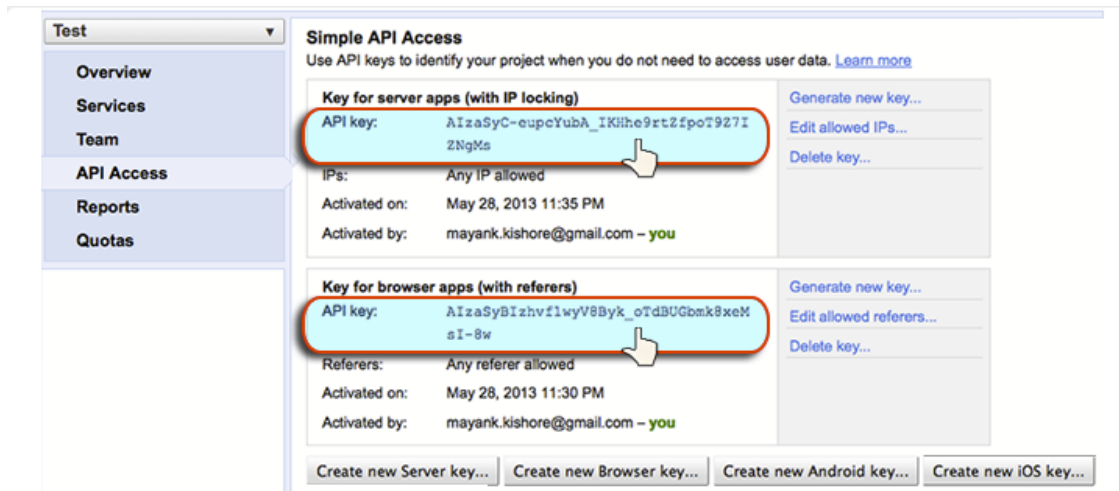 Test
Overview
Services
Team
API Access
Reports
Quotas
Simple API Access
Use API keys to identify your project when you do not need to access user data. Learn more
Key for server apps (with IP locking)
API key:
ZNgMs
IPs: Any IP allowed
Activated on: May 28, 2013 11:35 PM
Activated by: mayank.kishore@gmail.com – you
Generate new key...
Edit allowed IPs...
Delete key...
Key for browser apps (with referers)
API key:
sI-8w
Referers: Any referer allowed
Activated on: May 28, 2013 11:30 PM
Activated by: mayank.kishore@gmail.com – you
Generate new key...
Edit allowed referers...
Delete key...
Create new Server key... Create new Browser key... Create new Android key... Create new iOS key...